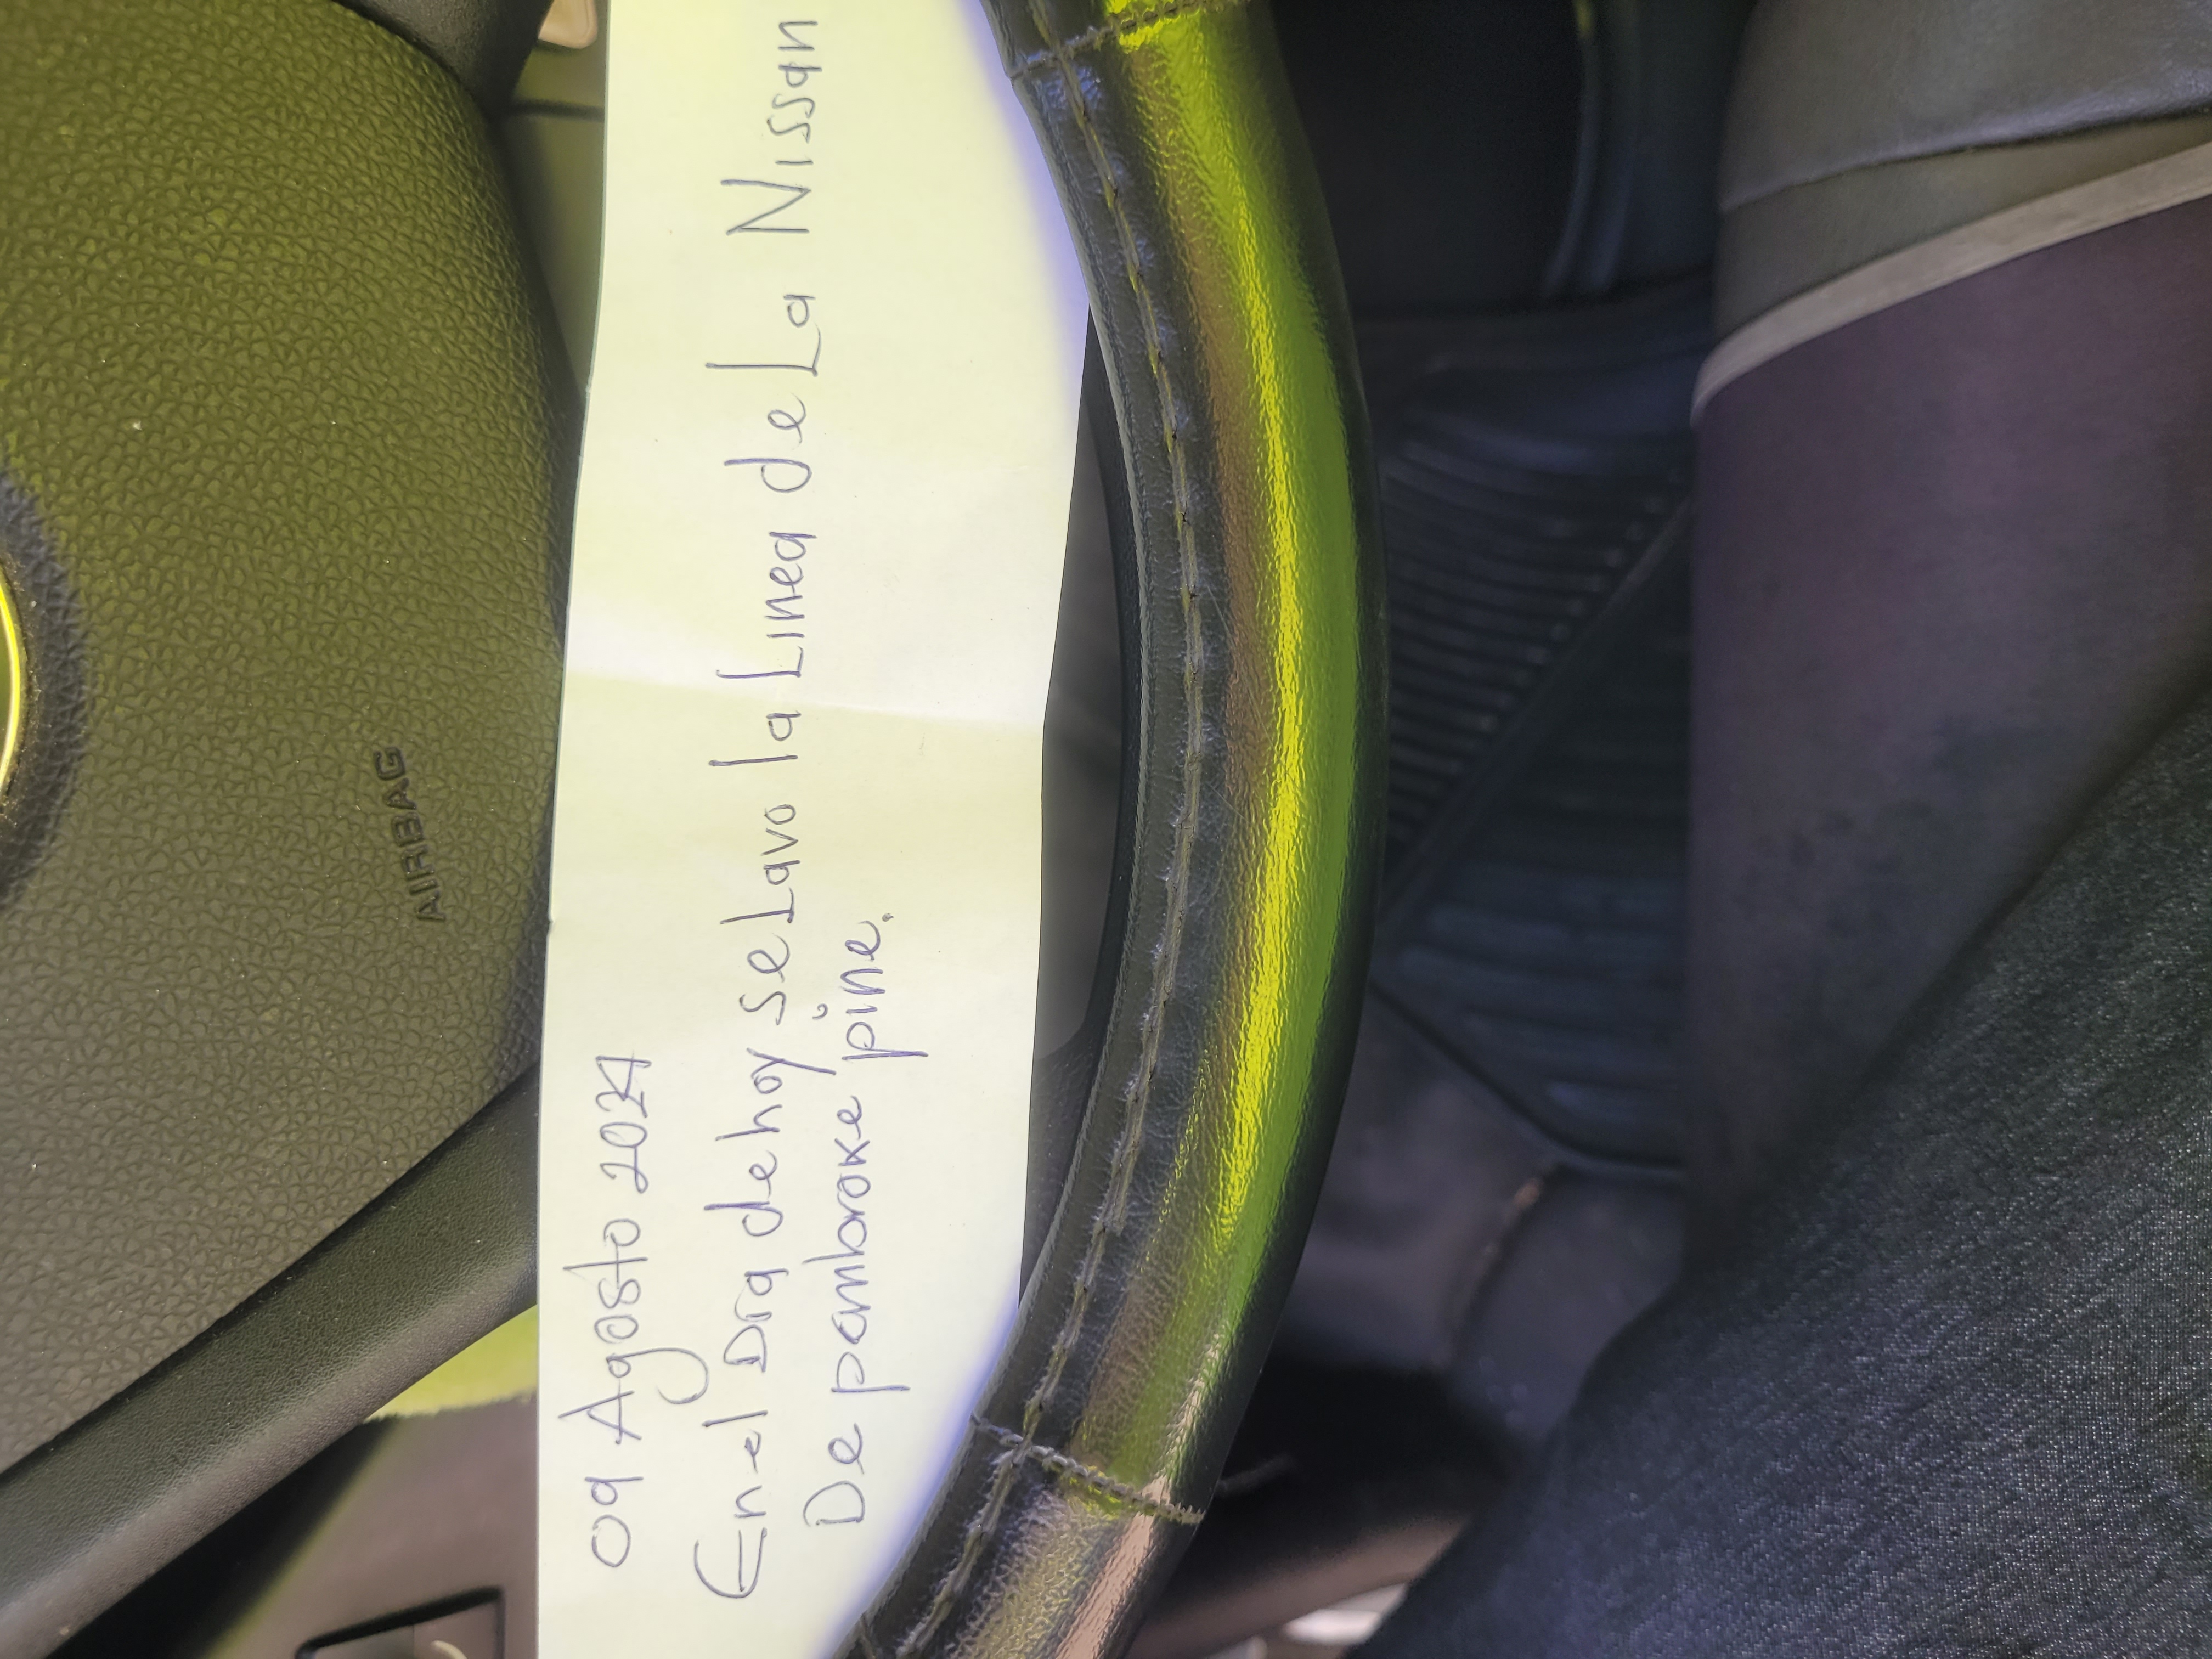 09 Agosto 2024
En el Dia de hoy se Lavo la Linea de La Nissan
De pembroke pine.
AIRBAG